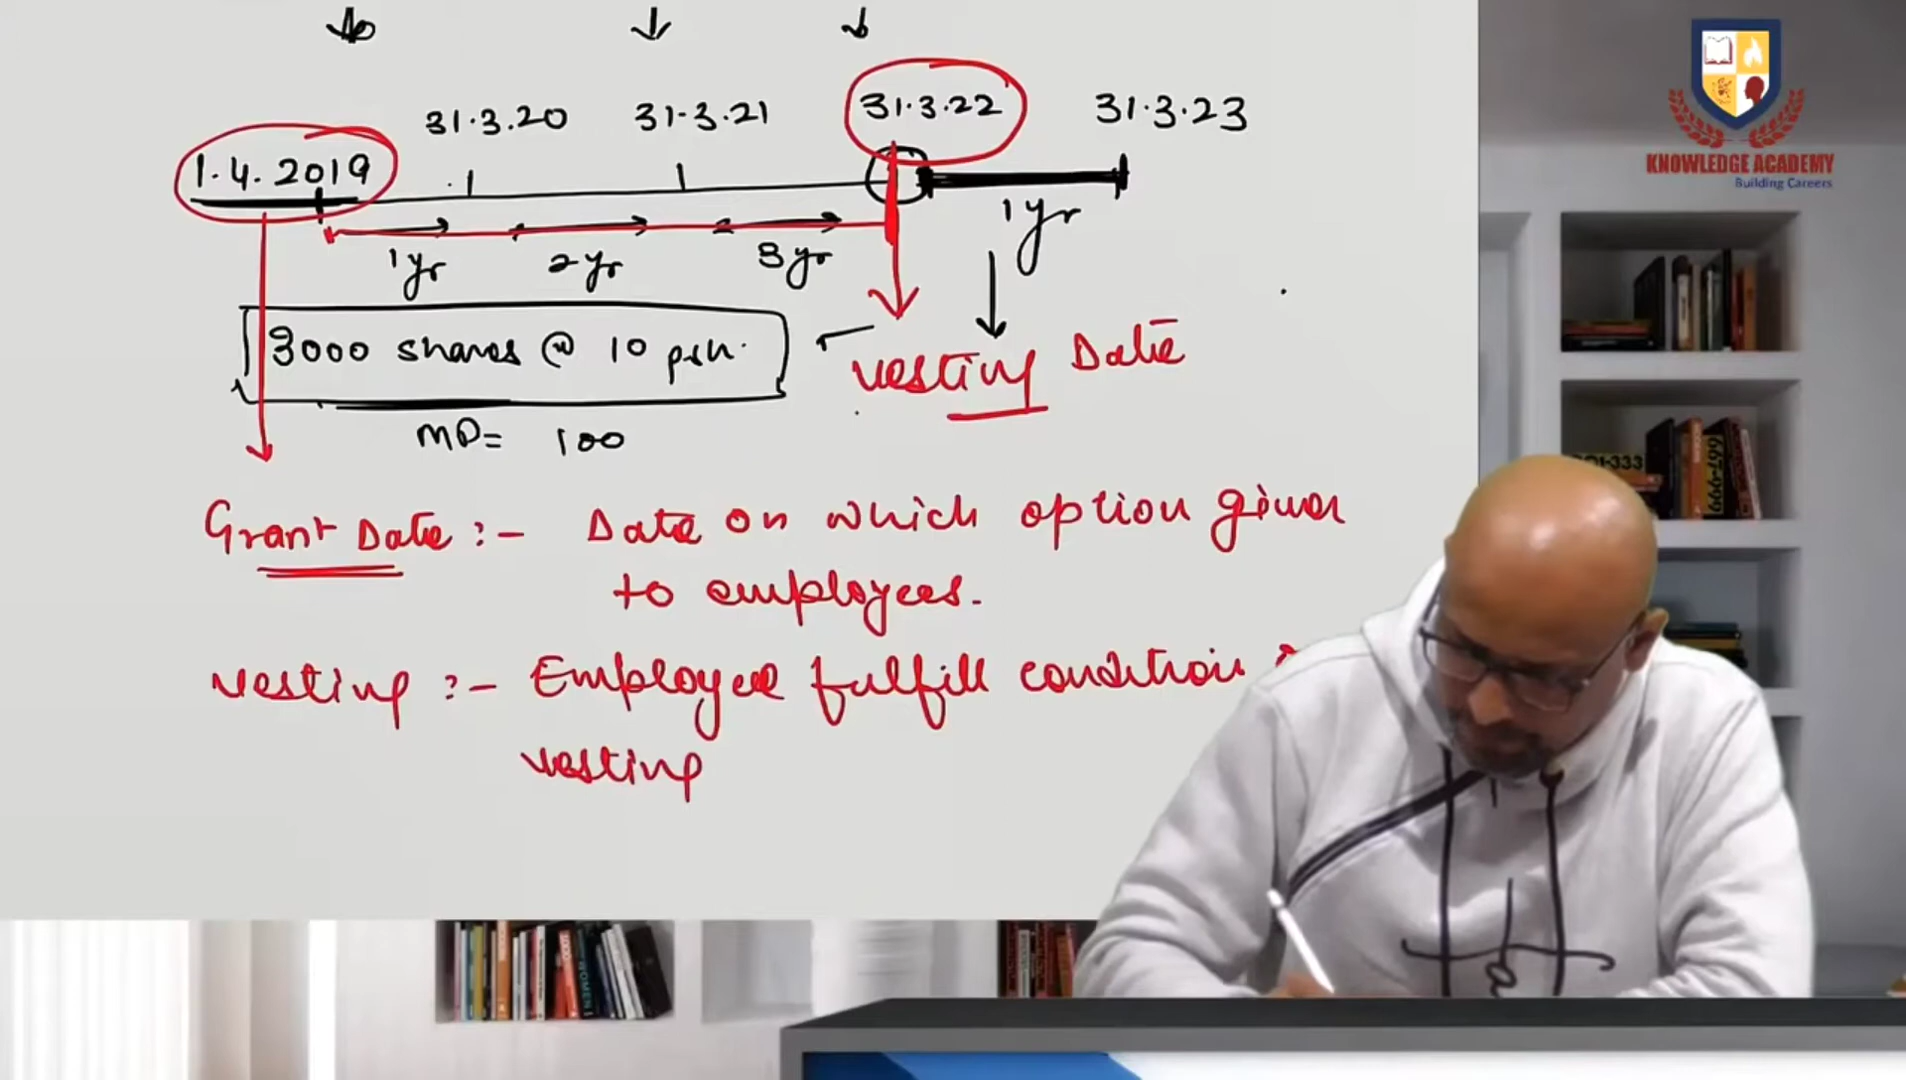 31.3.20 31.3.21 31.3.22 31.3.23
1.4.2019
1yr 2yr 3yr 1yr
3000 shares @ 10 psh.
Vesting Date
MP= 100
Grant Date :- Date on which option given
to employees.
Vesting :- Employee fulfill condition
vesting
KNOWLEDGE ACADEMY
Building Careers